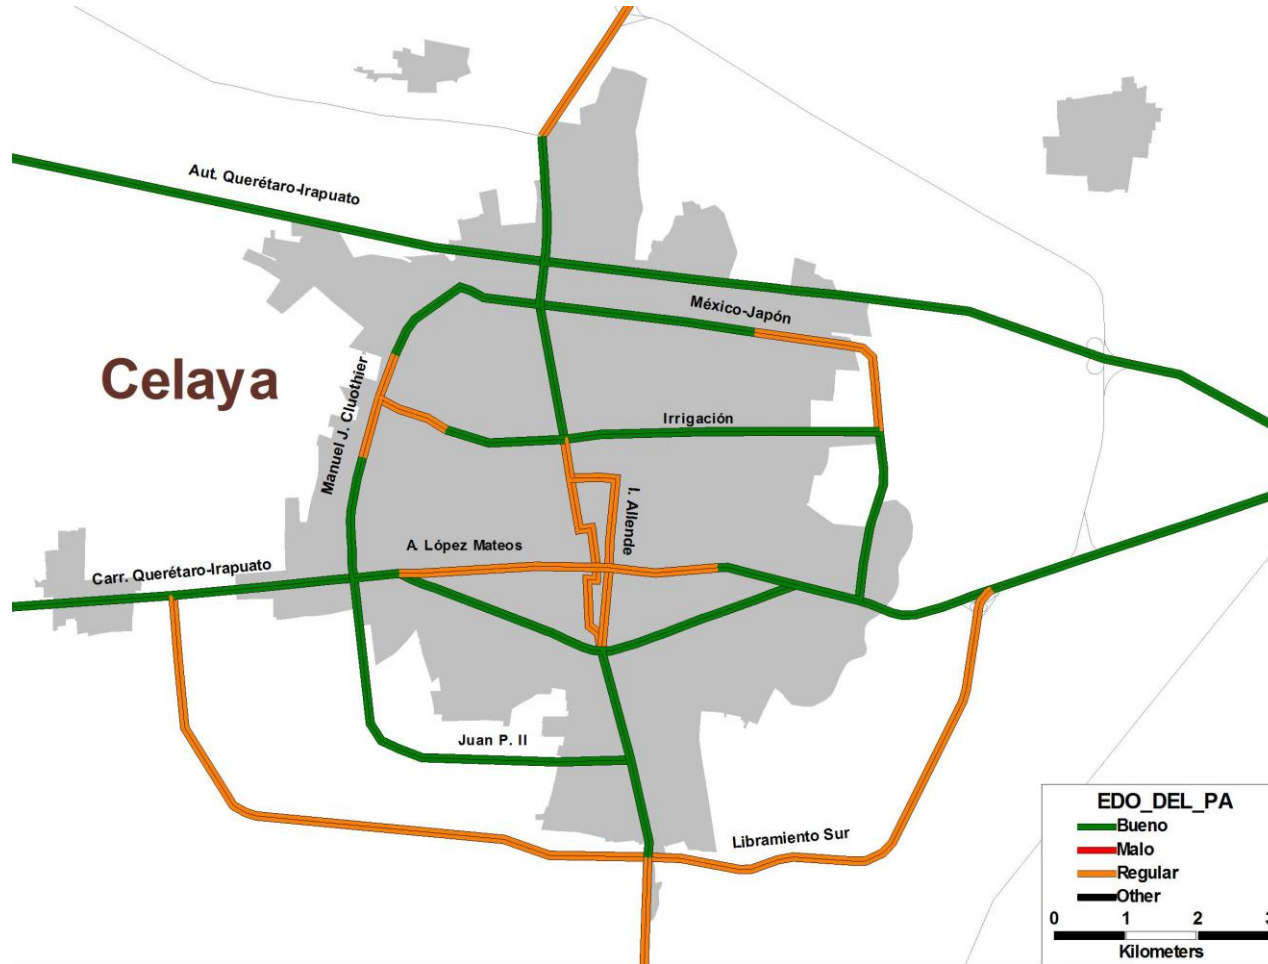 Aut. Querétaro-Irapuato
México-Japón
Celaya
Manuel J. Cluothier
Irrigación
I. Allende
A. López Mateos
Carr. Querétaro-Irapuato
Juan P. II
Libramiento Sur
EDO_DEL_PA
Bueno
Malo
Regular
Other
0 1 2 3
Kilometers